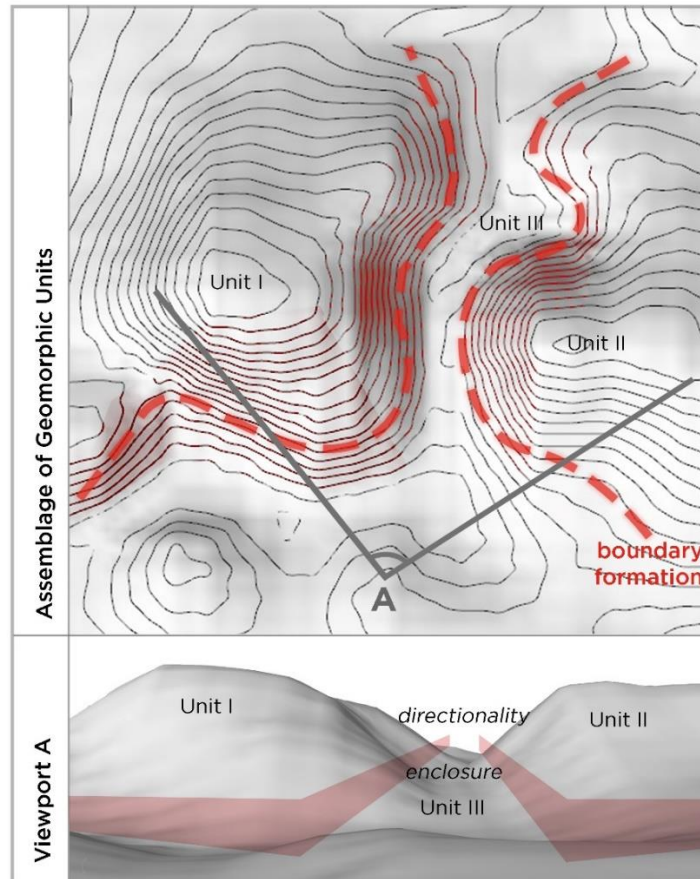 Assemblage of Geomorphic Units
Unit III
Unit I
Unit II
boundary
formation
A
Viewport A
Unit I
directionality
Unit II
enclosure
Unit III